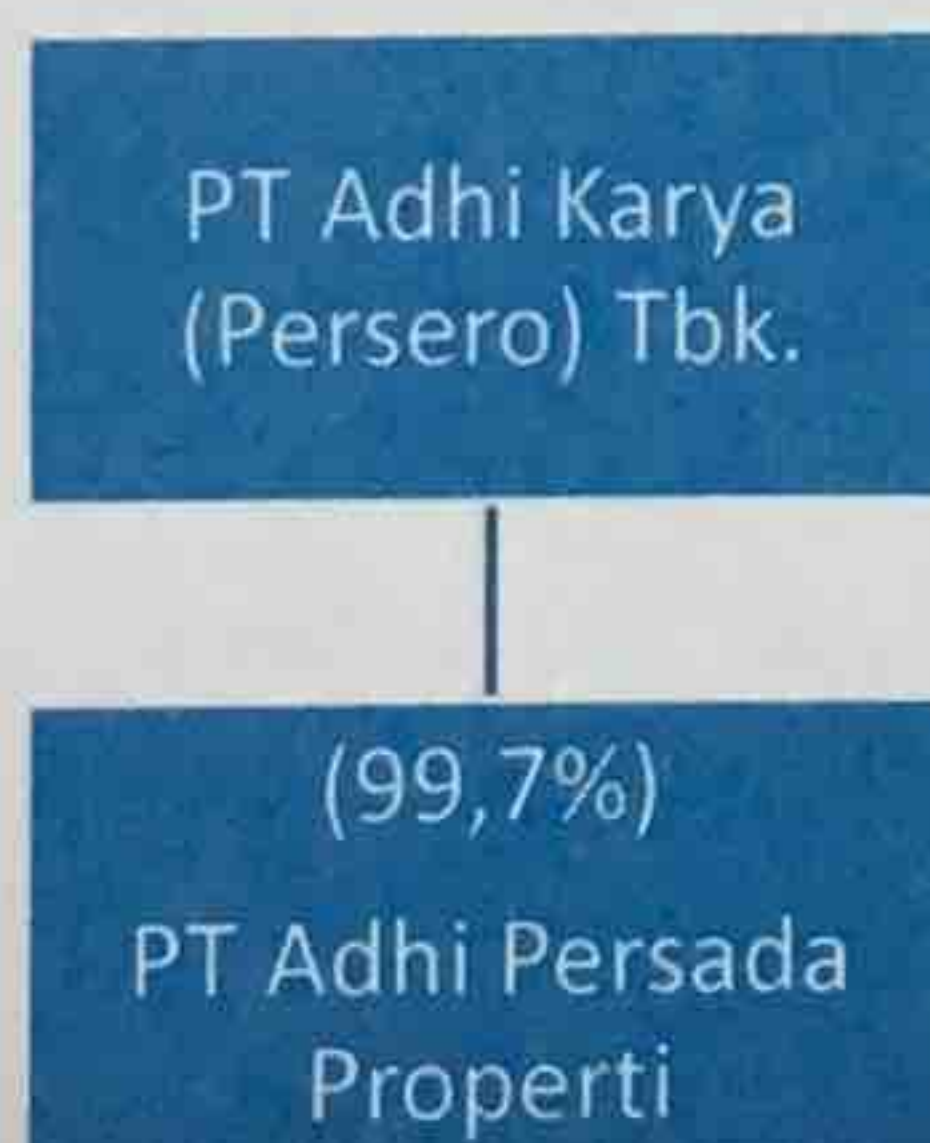 PT Adhi Karya
(Persero) Tbk.
(99,7%)
PT Adhi Persada
Properti